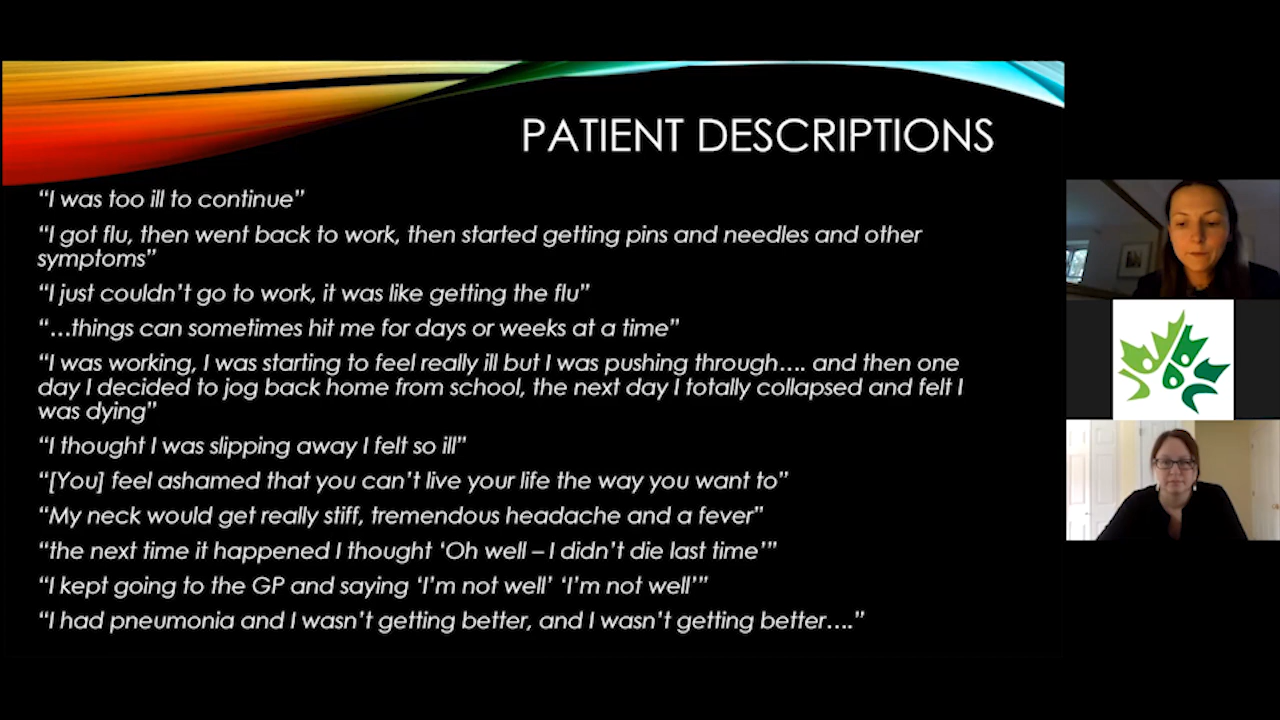 PATIENT DESCRIPTIONS
“I was too ill to continue”
“I got flu, then went back to work, then started getting pins and needles and other
symptoms”
“I just couldn’t go to work, it was like getting the flu”
“…things can sometimes hit me for days or weeks at a time”
“I was working, I was starting to feel really ill but I was pushing through…. and then one
day I decided to jog back home from school, the next day I totally collapsed and felt I
was dying”
“I thought I was slipping away I felt so ill”
“[You] feel ashamed that you can’t live your life the way you want to”
“My neck would get really stiff, tremendous headache and a fever”
“the next time it happened I thought ‘Oh well – I didn’t die last time’”
“I kept going to the GP and saying ‘I’m not well’ ‘I’m not well’”
“I had pneumonia and I wasn’t getting better, and I wasn’t getting better….”